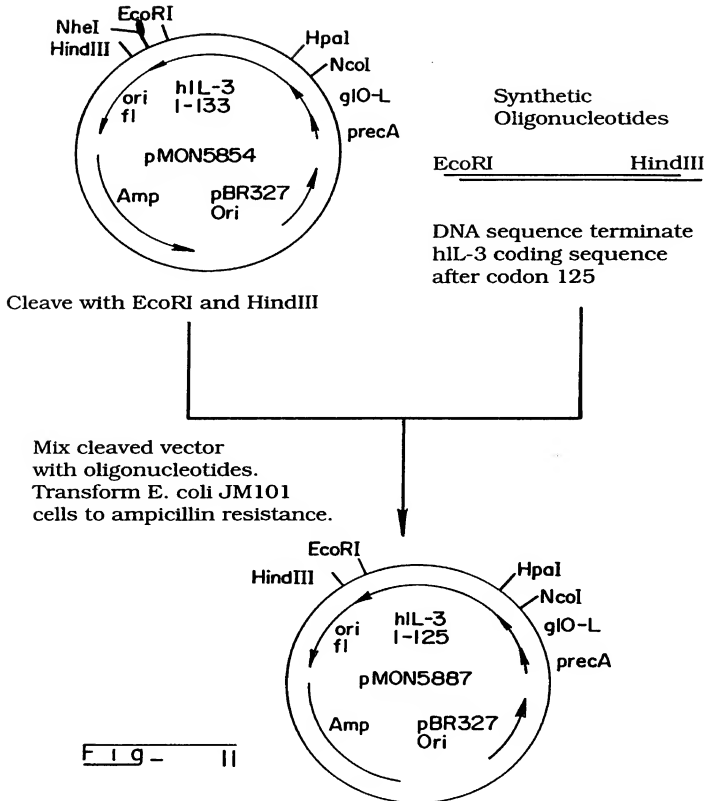 EcoRI
NheI
HindIII
HpaI
NcoI
ori
f1
hIL-3
1-133
g10-L
precA
pMON5854
Amp
pBR327
Ori
Synthetic
Oligonucleotides
EcoRI HindIII
DNA sequence terminate
hIL-3 coding sequence
after codon 125
Cleave with EcoRI and HindIII
Mix cleaved vector
with oligonucleotides.
Transform E. coli JM101
cells to ampicillin resistance.
EcoRI
HindIII
HpaI
NcoI
ori
f1
hIL-3
1-125
g10-L
precA
pMON5887
Amp
pBR327
Ori
Fig- 11